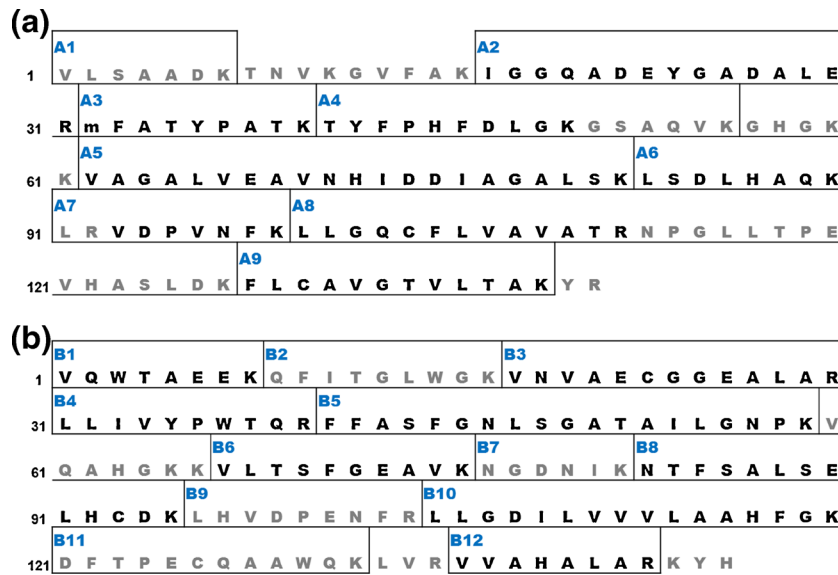 (a)
A1 A2
1 V L S A A D K T N V K G V F A K I G G Q A D E Y G A D A L E
A3 A4
31 R m F A T Y P A T K T Y F P H F D L G K G S A Q V K G H G K
A5 A6
61 K V A G A L V E A V N H I D D I A G A L S K L S D L H A Q K
A7 A8
91 L R V D P V N F K L L G Q C F L V A V A T R N P G L L T P E
A9
121 V H A S L D K F L C A V G T V L T A K Y R
(b)
B1 B2 B3
1 V Q W T A E E K Q F I T G L W G K V N V A E C G G E A L A R
B4 B5
31 L L I V Y P W T Q R F F A S F G N L S G A T A I L G N P K V
B6 B7 B8
61 Q A H G K K V L T S F G E A V K N G D N I K N T F S A L S E
B9 B10
91 L H C D K L H V D P E N F R L L G D I L V V V L A A H F G K
B11 B12
121 D F T P E C Q A A W Q K L V R V V A H A L A R K Y H